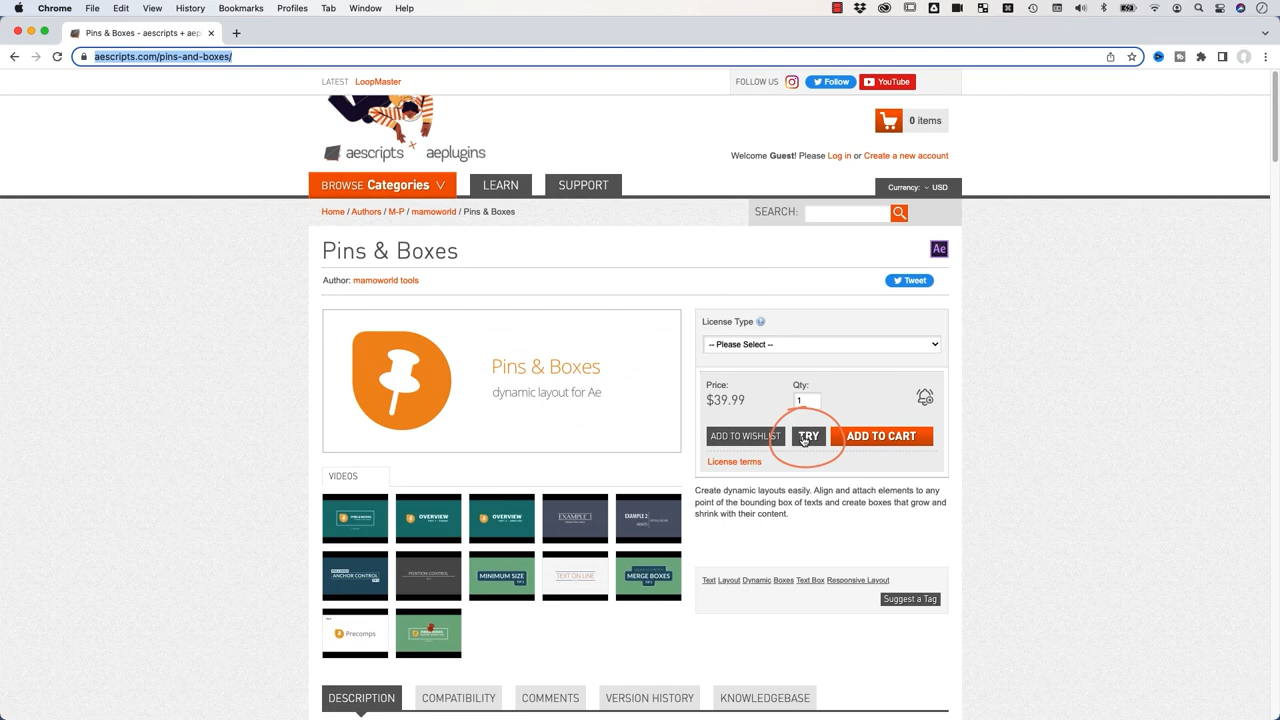 Chrome File Edit View History Bookmarks Profiles Tab Window Help
Pins & Boxes - aescripts + aep
aescripts.com/pins-and-boxes/
LATEST LoopMaster
FOLLOW US Follow YouTube
0 items
aescripts + aeplugins
Welcome Guest! Please Log in or Create a new account
BROWSE Categories LEARN SUPPORT
Currency: USD
Home / Authors / M-P / mamoworld / Pins & Boxes
SEARCH:
Pins & Boxes
Ae
Author: mamoworld tools
Tweet
Pins & Boxes
dynamic layout for Ae
License Type
-- Please Select --
Price: Qty:
$39.99 1
ADD TO WISHLIST TRY ADD TO CART
License terms
VIDEOS
Create dynamic layouts easily. Align and attach elements to any
point of the bounding box of texts and create boxes that grow and
shrink with their content.
PINS & BOXES OVERVIEW OVERVIEW EXAMPLE 1 EXAMPLE 2
ANCHOR CONTROL POSITION CONTROL MINIMUM SIZE TEXT ON LINE MERGE BOXES
Precomps
Text Layout Dynamic Boxes Text Box Responsive Layout
Suggest a Tag
DESCRIPTION COMPATIBILITY COMMENTS VERSION HISTORY KNOWLEDGEBASE